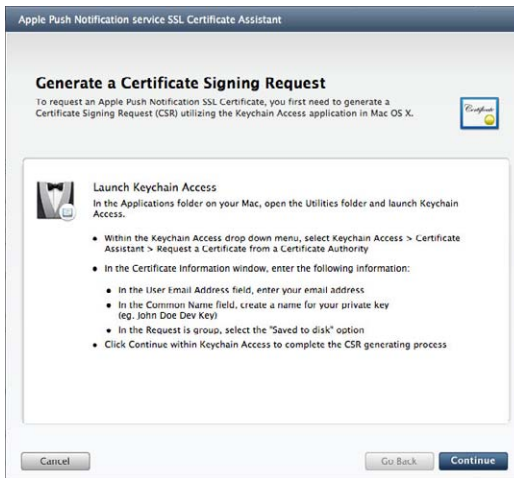 Apple Push Notification service SSL Certificate Assistant
Generate a Certificate Signing Request
To request an Apple Push Notification SSL Certificate, you first need to generate a
Certificate Signing Request (CSR) utilizing the Keychain Access application in Mac OS X.
Certificate
Launch Keychain Access
In the Applications folder on your Mac, open the Utilities folder and launch Keychain
Access.
• Within the Keychain Access drop down menu, select Keychain Access > Certificate
Assistant > Request a Certificate from a Certificate Authority
• In the Certificate Information window, enter the following information:
• In the User Email Address field, enter your email address
• In the Common Name field, create a name for your private key
(eg. John Doe Dev Key)
• In the Request is group, select the "Saved to disk" option
• Click Continue within Keychain Access to complete the CSR generating process
Cancel
Go Back
Continue